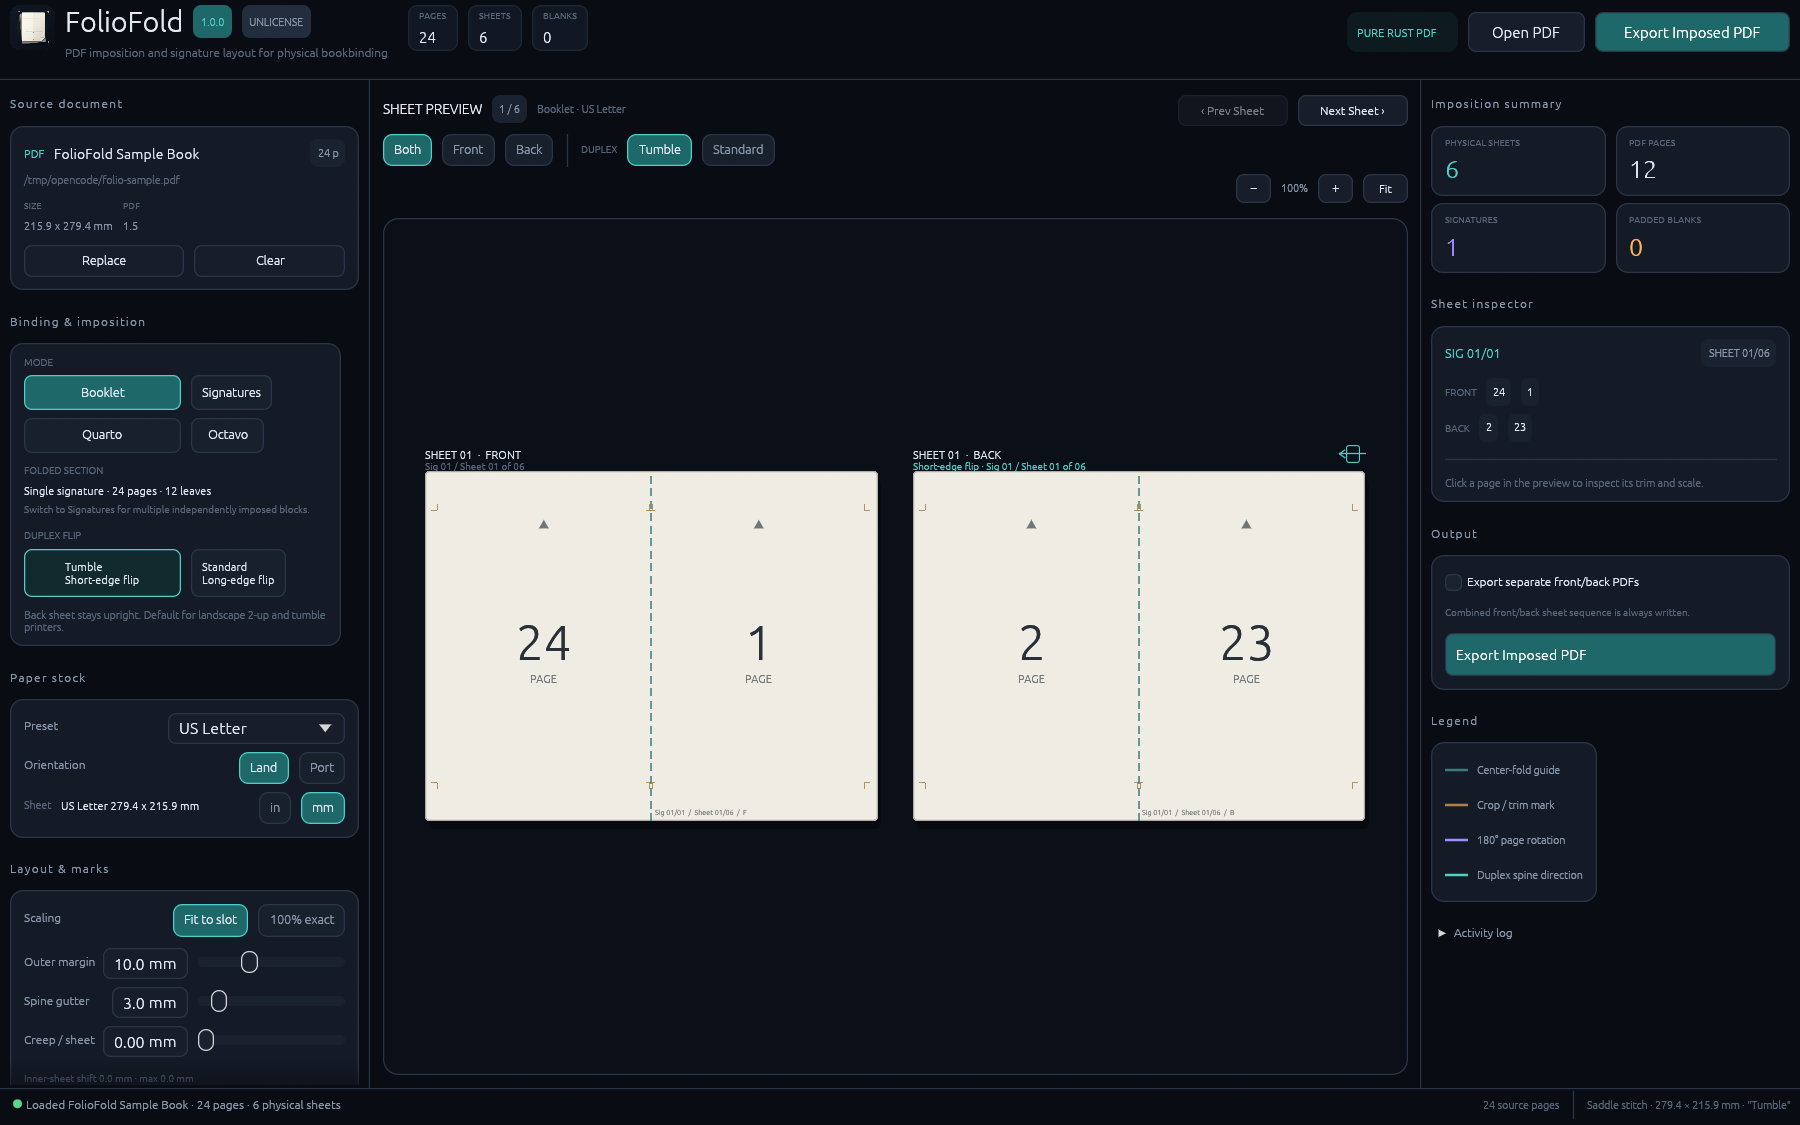 FolioFold 1.0.0 UNLICENSE
PDF imposition and signature layout for physical bookbinding
PAGES SHEETS BLANKS
24 6 0
PURE RUST PDF Open PDF Export Imposed PDF
Source document
PDF FolioFold Sample Book 24 p
/tmp/opencode/folio-sample.pdf
SIZE PDF
215.9 x 279.4 mm 1.5
Replace Clear
Binding & imposition
MODE
Booklet Signatures
Quarto Octavo
FOLDED SECTION
Single signature · 24 pages · 12 leaves
Switch to Signatures for multiple independently imposed blocks.
DUPLEX FLIP
Tumble
Short-edge flip
Standard
Long-edge flip
Back sheet stays upright. Default for landscape 2-up and tumble
printers.
Paper stock
Preset US Letter
Orientation Land Port
Sheet US Letter 279.4 x 215.9 mm in mm
Layout & marks
Scaling Fit to slot 100% exact
Outer margin 10.0 mm
Spine gutter 3.0 mm
Creep / sheet 0.00 mm
Inner-sheet shift 0.0 mm · max 0.0 mm
SHEET PREVIEW 1 / 6 Booklet · US Letter ‹ Prev Sheet Next Sheet ›
Both Front Back DUPLEX Tumble Standard
− 100% + Fit
SHEET 01 · FRONT
Sig 01 / Sheet 01 of 06
24 1
PAGE PAGE
Sig 01/01 / Sheet 01/06 / F
SHEET 01 · BACK
Short-edge flip · Sig 01 / Sheet 01 of 06
2 23
PAGE PAGE
Sig 01/01 / Sheet 01/06 / B
Imposition summary
PHYSICAL SHEETS PDF PAGES
6 12
SIGNATURES PADDED BLANKS
1 0
Sheet inspector
SIG 01/01 SHEET 01/06
FRONT 24 1
BACK 2 23
Click a page in the preview to inspect its trim and scale.
Output
Export separate front/back PDFs
Combined front/back sheet sequence is always written.
Export Imposed PDF
Legend
Center-fold guide
Crop / trim mark
180° page rotation
Duplex spine direction
Activity log
Loaded FolioFold Sample Book · 24 pages · 6 physical sheets
24 source pages Saddle stitch · 279.4 × 215.9 mm · "Tumble"